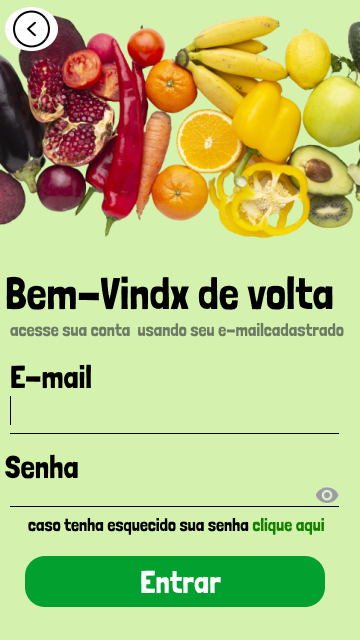 Bem-Vindx de volta
acesse sua conta usando seu e-mailcadastrado
E-mail
Senha
caso tenha esquecido sua senha clique aqui
Entrar